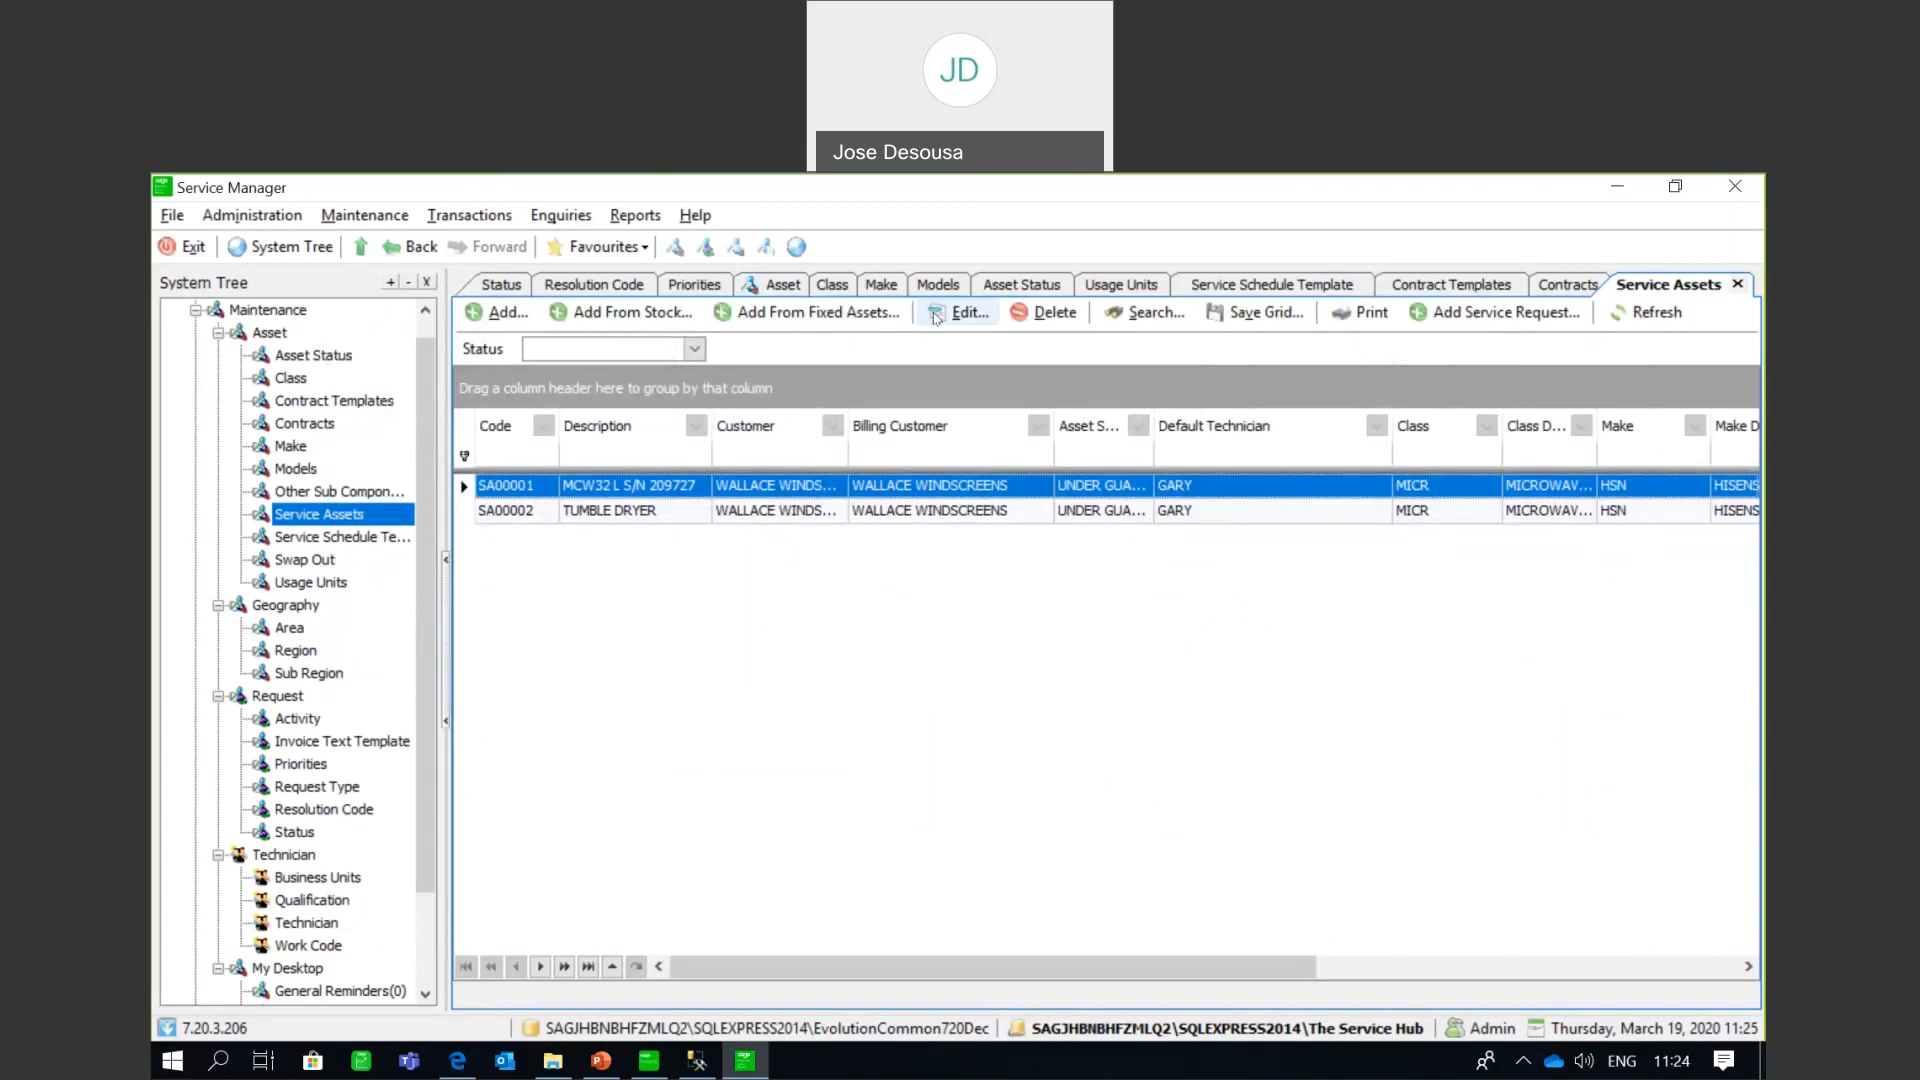 JD
Jose Desousa
Service Manager
File Administration Maintenance Transactions Enquiries Reports Help
Exit System Tree Back Forward Favourites
System Tree + - x
Status Resolution Code Priorities Asset Class Make Models Asset Status Usage Units Service Schedule Template Contract Templates Contracts Service Assets
Add... Add From Stock... Add From Fixed Assets... Edit... Delete Search... Save Grid... Print Add Service Request... Refresh
Status
Drag a column header here to group by that column
Code Description Customer Billing Customer Asset S... Default Technician Class Class D... Make Make D
SA00001 MCW32 L S/N 209727 WALLACE WINDS... WALLACE WINDSCREENS UNDER GUA... GARY MICR MICROWAV... HSN HISENS
SA00002 TUMBLE DRYER WALLACE WINDS... WALLACE WINDSCREENS UNDER GUA... GARY MICR MICROWAV... HSN HISENS
Maintenance
Asset
Asset Status
Class
Contract Templates
Contracts
Make
Models
Other Sub Compon...
Service Assets
Service Schedule Te...
Swap Out
Usage Units
Geography
Area
Region
Sub Region
Request
Activity
Invoice Text Template
Priorities
Request Type
Resolution Code
Status
Technician
Business Units
Qualification
Technician
Work Code
My Desktop
General Reminders(0)
7.20.3.206 SAGJHBNBHFZMLQ2\SQLEXPRESS2014\EvolutionCommon720Dec SAGJHBNBHFZMLQ2\SQLEXPRESS2014\The Service Hub Admin Thursday, March 19, 2020 11:25
ENG 11:24